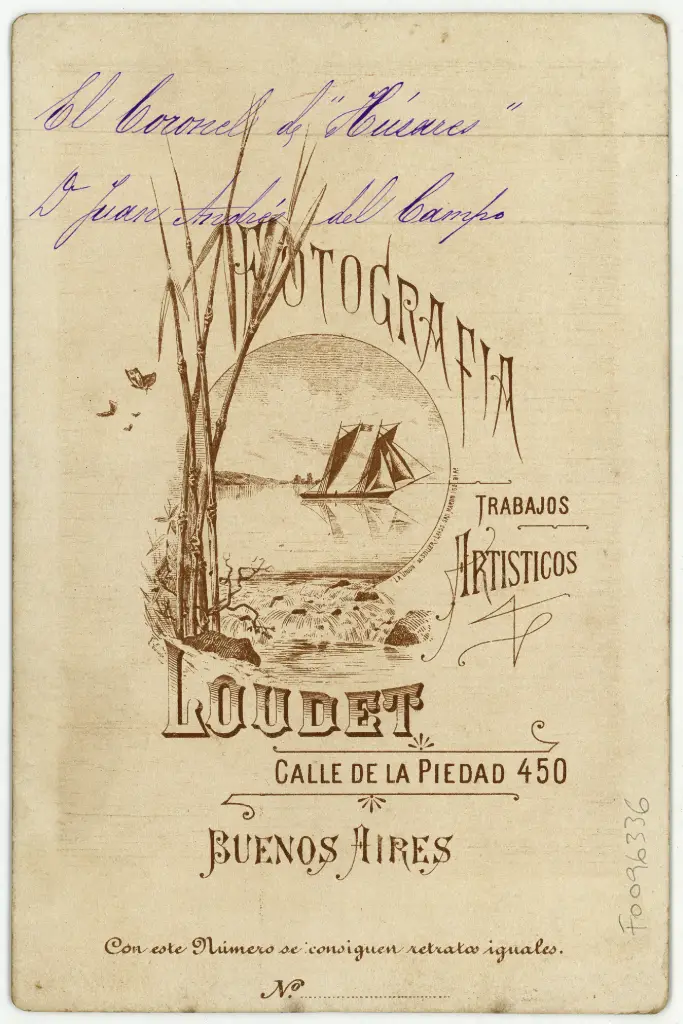 El Coronel de "Húsares"
D Juan Andrés del Campo
FOTOGRAFIA
TRABAJOS
ARTISTICOS
LOUDET
CALLE DE LA PIEDAD 450
BUENOS AIRES
Con este Número se consiguen retratos iguales.
Nº
F0096336